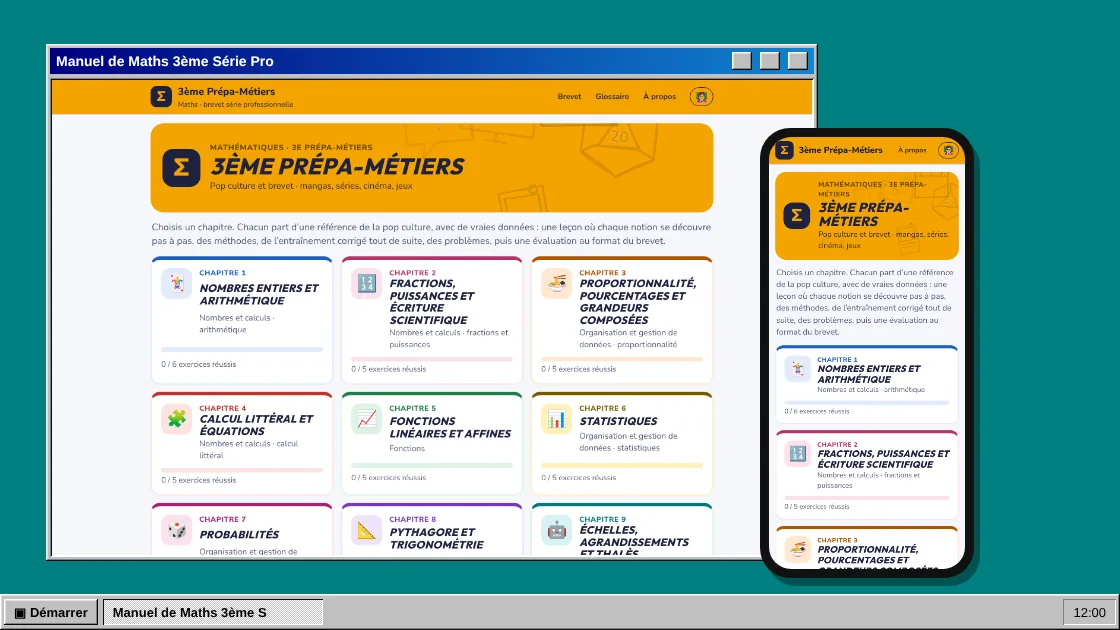 Manuel de Maths 3ème Série Pro
Σ
3ème Prépa-Métiers
Maths · brevet série professionnelle
Brevet
Glossaire
À propos
Σ
MATHÉMATIQUES · 3E PRÉPA-MÉTIERS
3ÈME PRÉPA-MÉTIERS
Pop culture et brevet · mangas, séries, cinéma, jeux
20
Choisis un chapitre. Chacun part d'une référence de la pop culture, avec de vraies données : une leçon où chaque notion se découvre
pas à pas, des méthodes, de l'entraînement corrigé tout de suite, des problèmes, puis une évaluation au format du brevet.
CHAPITRE 1
NOMBRES ENTIERS ET
ARITHMÉTIQUE
Nombres et calculs ·
arithmétique
0 / 6 exercices réussis
CHAPITRE 2
FRACTIONS,
PUISSANCES ET
ÉCRITURE
SCIENTIFIQUE
Nombres et calculs · fractions et
puissances
0 / 5 exercices réussis
CHAPITRE 3
PROPORTIONNALITÉ,
POURCENTAGES ET
GRANDEURS
COMPOSÉES
Organisation et gestion de
données · proportionnalité
0 / 5 exercices réussis
CHAPITRE 4
CALCUL LITTÉRAL ET
ÉQUATIONS
Nombres et calculs · calcul
littéral
0 / 5 exercices réussis
CHAPITRE 5
FONCTIONS
LINÉAIRES ET AFFINES
Fonctions
0 / 5 exercices réussis
CHAPITRE 6
STATISTIQUES
Organisation et gestion de
données · statistiques
0 / 5 exercices réussis
CHAPITRE 7
PROBABILITÉS
Organisation et gestion de
CHAPITRE 8
PYTHAGORE ET
TRIGONOMÉTRIE
CHAPITRE 9
ÉCHELLES,
AGRANDISSEMENTS
ET THALÈS
Σ
3ème Prépa-Métiers
À propos
Σ
MATHÉMATIQUES · 3E PRÉPA-
MÉTIERS
3ÈME PRÉPA-
MÉTIERS
Pop culture et brevet · mangas, séries,
cinéma, jeux
Choisis un chapitre. Chacun part d'une référence
de la pop culture, avec de vraies données : une
leçon où chaque notion se découvre pas à pas,
des méthodes, de l'entraînement corrigé tout de
suite, des problèmes, puis une évaluation au
format du brevet.
CHAPITRE 1
NOMBRES ENTIERS ET
ARITHMÉTIQUE
Nombres et calculs · arithmétique
0 / 6 exercices réussis
CHAPITRE 2
FRACTIONS, PUISSANCES ET
ÉCRITURE SCIENTIFIQUE
Nombres et calculs · fractions et
puissances
0 / 5 exercices réussis
CHAPITRE 3
PROPORTIONNALITÉ,
POURCENTAGES ET
GRANDEURS COMPOSÉES
Démarrer
Manuel de Maths 3ème S
12:00